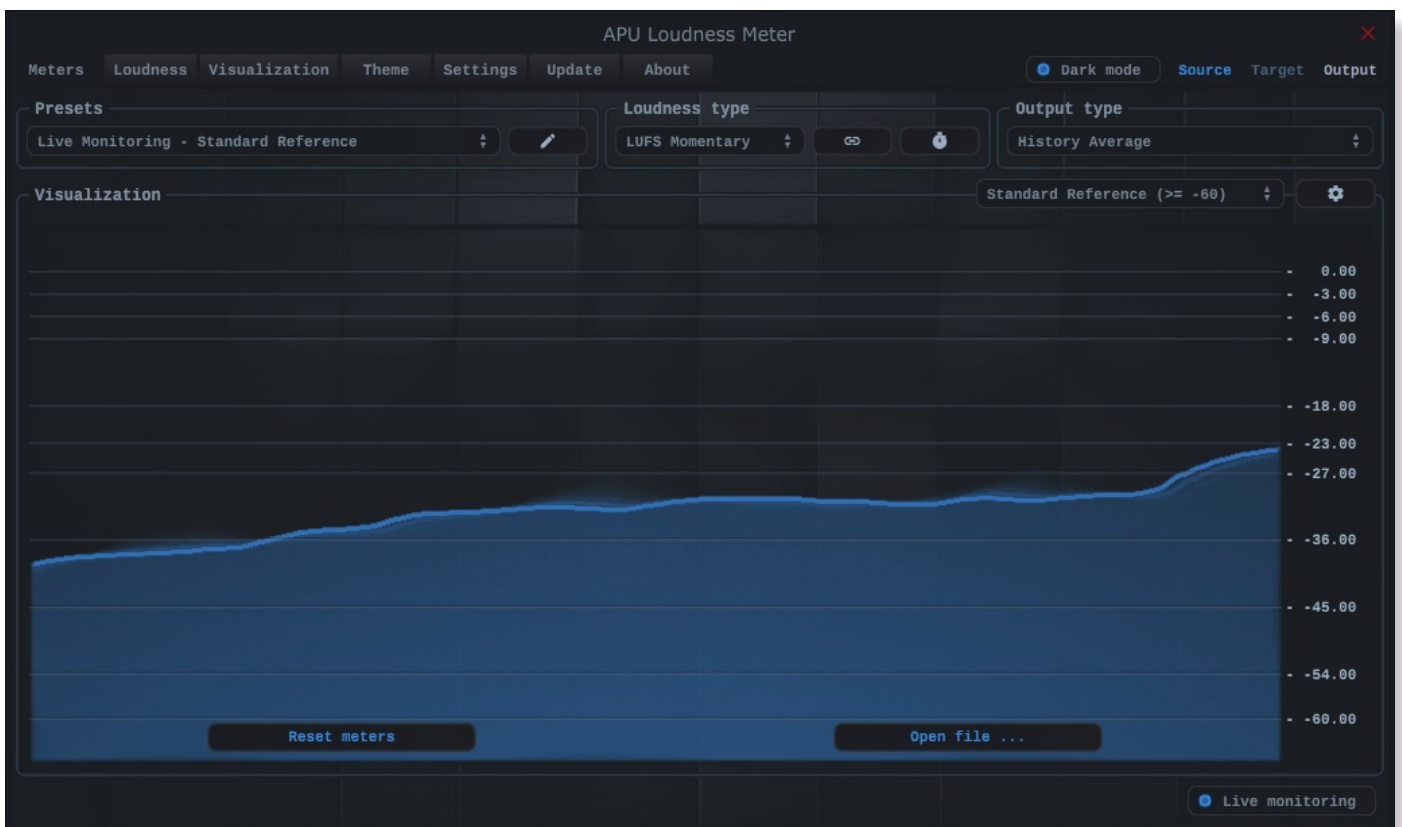 APU Loudness Meter
Meters Loudness Visualization Theme Settings Update About Dark mode Source Target Output
Presets Loudness type Output type
Live Monitoring - Standard Reference LUFS Momentary History Average
Visualization Standard Reference (>= -60)
- 0.00
- -3.00
- -6.00
- -9.00
- -18.00
- -23.00
- -27.00
- -36.00
- -45.00
- -54.00
- -60.00
Reset meters Open file ...
Live monitoring